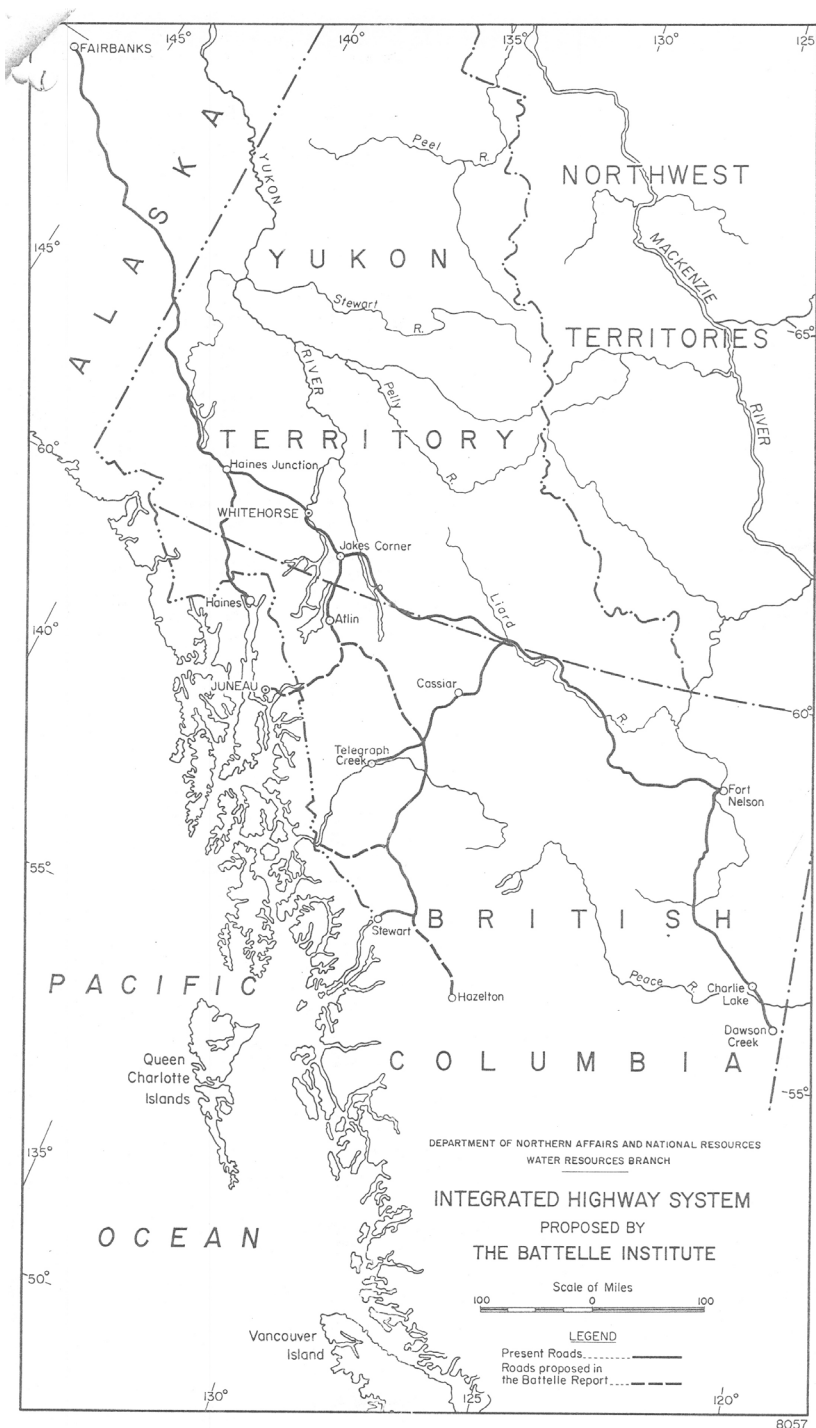 145°
140°
135°
130°
125
FAIRBANKS
Peel
R.
NORTHWEST
YUKON
ALASKA
145°
YUKON
MACKENZIE
Stewart
R.
TERRITORIES
65°
RIVER
Pelly
R.
RIVER
60°
TERRITORY
Haines Junction
WHITEHORSE
Jakes Corner
Haines
Liard
Atlin
140°
JUNEAU
Cassiar
R.
60°
Telegraph
Creek
Fort
Nelson
55°
BRITISH
Stewart
PACIFIC
Peace
R.
Charlie
Lake
Hazelton
Dawson
Creek
Queen
Charlotte
Islands
COLUMBIA
55°
135°
DEPARTMENT OF NORTHERN AFFAIRS AND NATIONAL RESOURCES
WATER RESOURCES BRANCH
INTEGRATED HIGHWAY SYSTEM
PROPOSED BY
THE BATTELLE INSTITUTE
OCEAN
50°
Scale of Miles
100 0 100
LEGEND
Present Roads
Roads proposed in
the Battelle Report
Vancouver
Island
130°
125
120°
8057